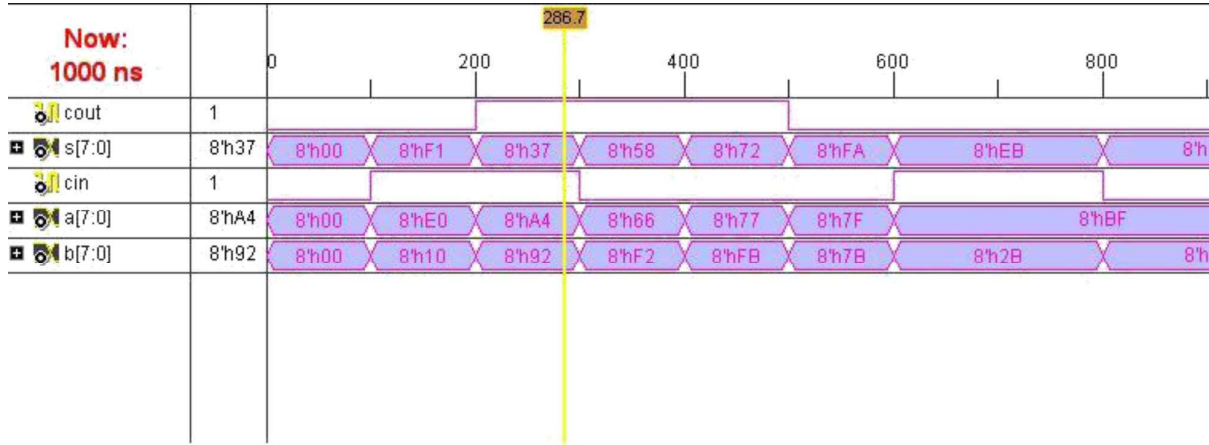 286.7
Now:
1000 ns
0 200 400 600 800
cout 1
s[7:0] 8'h37 8'h00 8'hF1 8'h37 8'h58 8'h72 8'hFA 8'hEB 8'h
cin 1
a[7:0] 8'hA4 8'h00 8'hE0 8'hA4 8'h66 8'h77 8'h7F 8'hBF
b[7:0] 8'h92 8'h00 8'h10 8'h92 8'hF2 8'hFB 8'h7B 8'h2B 8'h